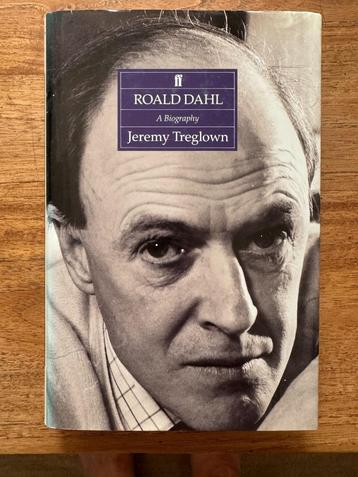 ff
ROALD DAHL
A Biography
Jeremy Treglown